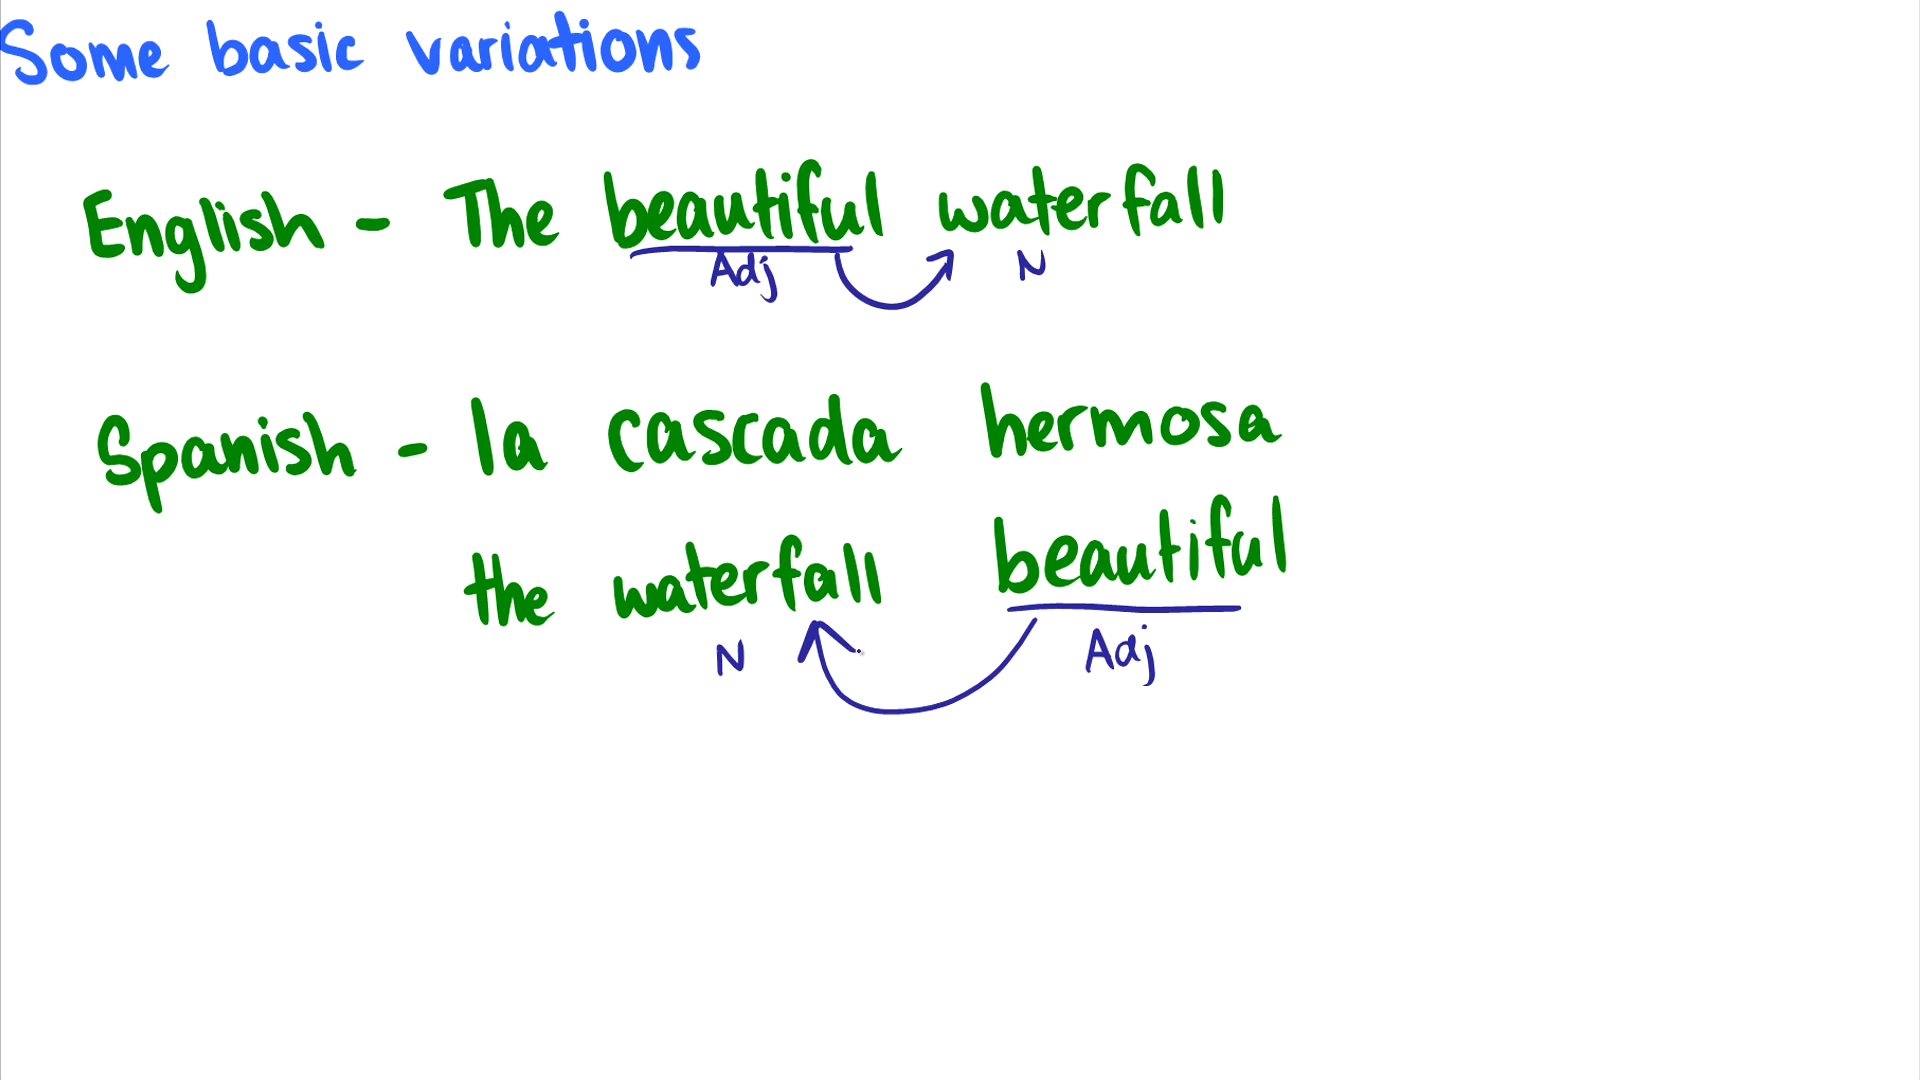 Some basic variations
English - The beautiful waterfall
Adj N
Spanish - la cascada hermosa
the waterfall beautiful
N Adj